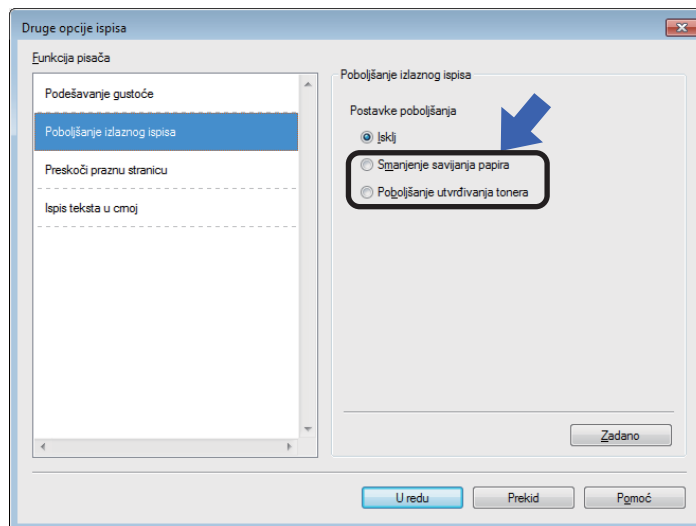 Druge opcije ispisa
Funkcija pisača
Podešavanje gustoće
Poboljšanje izlaznog ispisa
Preskoči praznu stranicu
Ispis teksta u crnoj
Poboljšanje izlaznog ispisa
Postavke poboljšanja
Isklj
Smanjenje savijanja papira
Poboljšanje utvrđivanja tonera
Zadano
U redu
Prekid
Pomoć